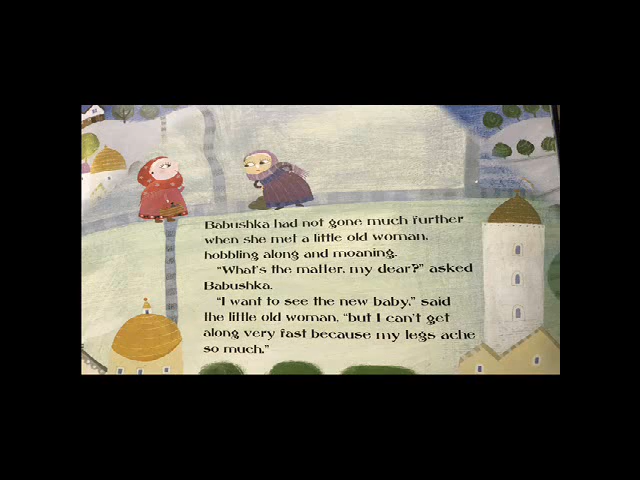 Babushka had not gone much further
when she met a little old woman,
hobbling along and moaning.
"What's the matter, my dear?" asked
Babushka.
"I want to see the new baby," said
the little old woman, "but I can't get
along very fast because my legs ache
so much."